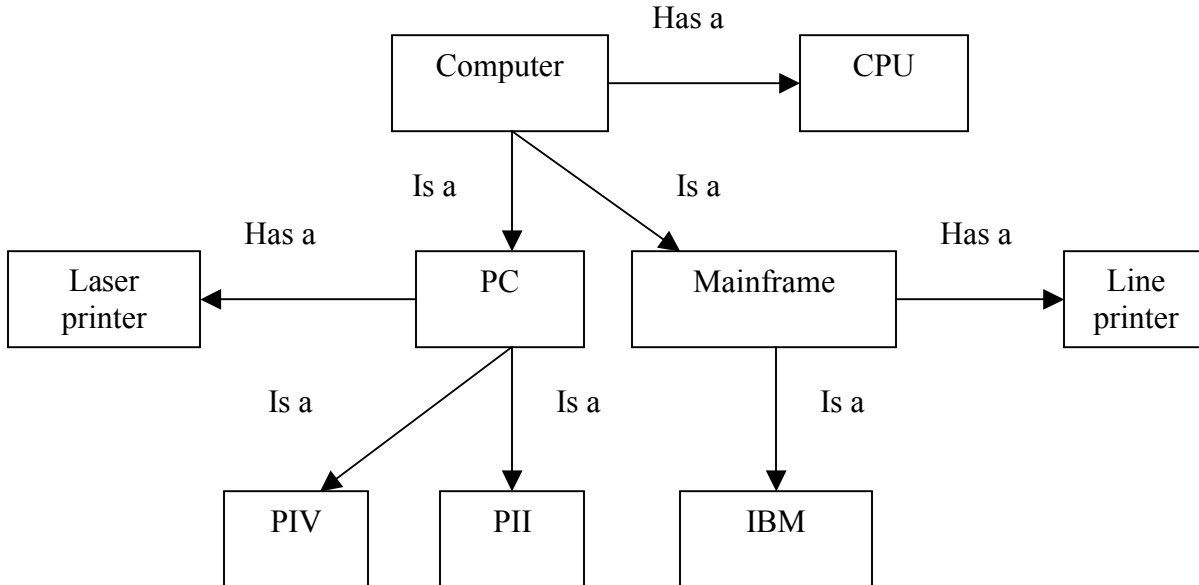 Has a
Computer
CPU
Is a
Is a
Has a
Has a
Laser
printer
PC
Mainframe
Line
printer
Is a
Is a
Is a
PIV
PII
IBM